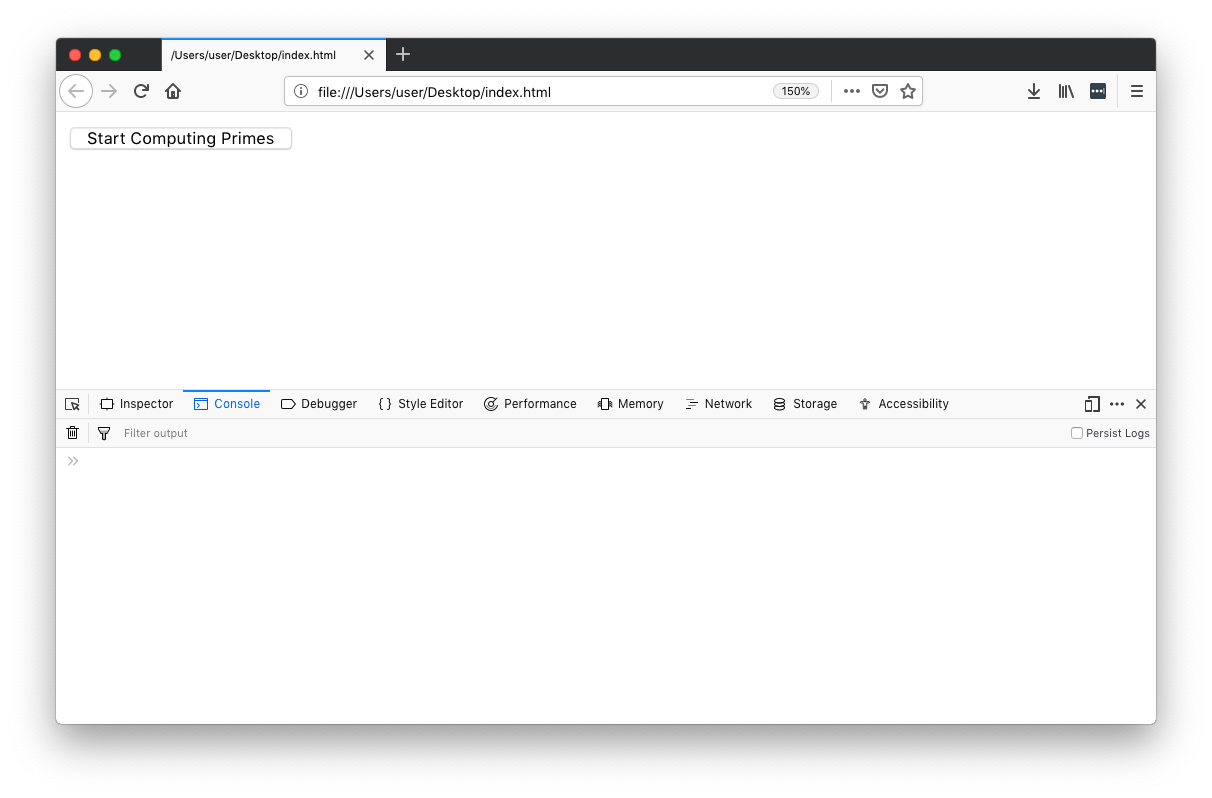 /Users/user/Desktop/index.html
file:///Users/user/Desktop/index.html 150%
Start Computing Primes
Inspector Console Debugger { } Style Editor Performance Memory Network Storage Accessibility
Filter output Persist Logs